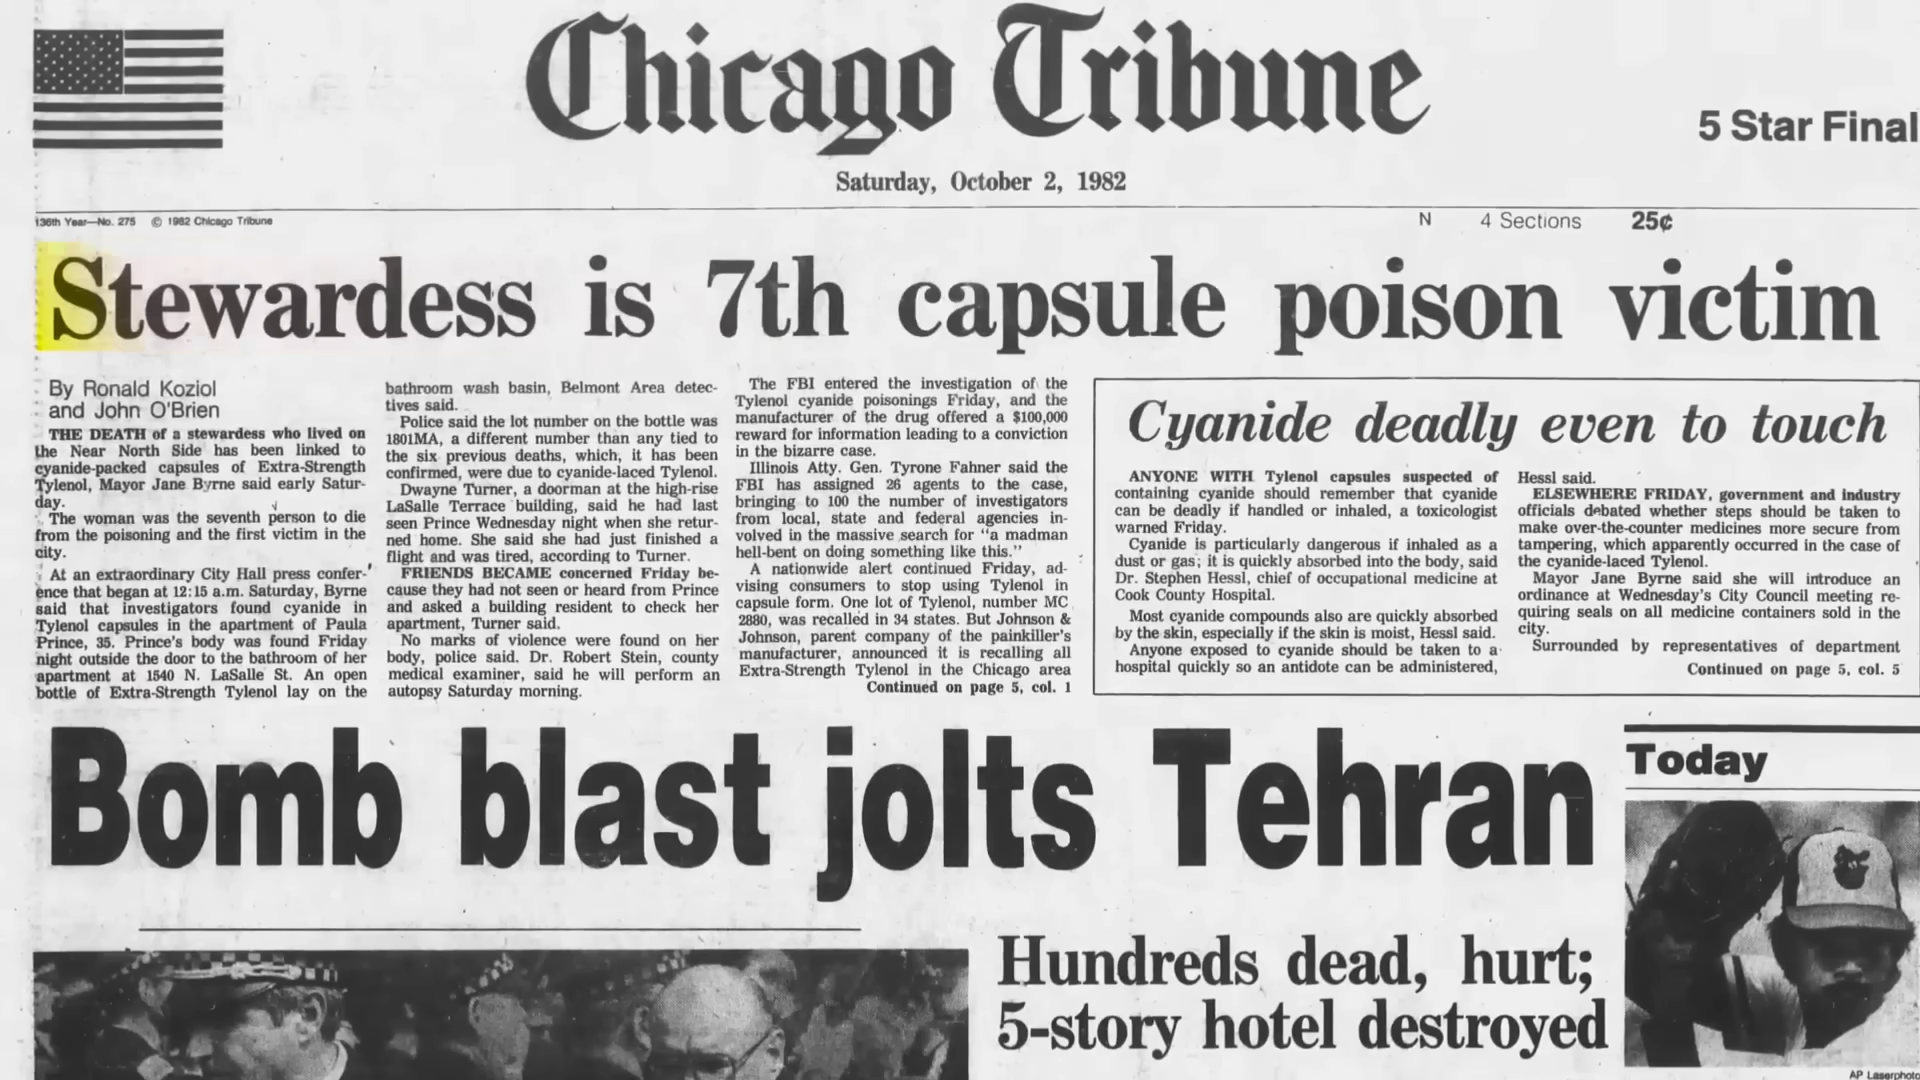 Chicago Tribune
5 Star Final
Saturday, October 2, 1982
136th Year—No. 275 © 1982 Chicago Tribune
N 4 Sections 25¢
Stewardess is 7th capsule poison victim
By Ronald Koziol
and John O'Brien
THE DEATH of a stewardess who lived on
the Near North Side has been linked to
cyanide-packed capsules of Extra-Strength
Tylenol, Mayor Jane Byrne said early Satur-
day.
The woman was the seventh person to die
from the poisoning and the first victim in the
city.
At an extraordinary City Hall press confer-
ence that began at 12:15 a.m. Saturday, Byrne
said that investigators found cyanide in
Tylenol capsules in the apartment of Paula
Prince, 35. Prince's body was found Friday
night outside the door to the bathroom of her
apartment at 1540 N. LaSalle St. An open
bottle of Extra-Strength Tylenol lay on the
bathroom wash basin, Belmont Area detec-
tives said.
Police said the lot number on the bottle was
1801MA, a different number than any tied to
the six previous deaths, which, it has been
confirmed, were due to cyanide-laced Tylenol.
Dwayne Turner, a doorman at the high-rise
LaSalle Terrace building, said he had last
seen Prince Wednesday night when she retur-
ned home. She said she had just finished a
flight and was tired, according to Turner.
FRIENDS BECAME concerned Friday be-
cause they had not seen or heard from Prince
and asked a building resident to check her
apartment, Turner said.
No marks of violence were found on her
body, police said. Dr. Robert Stein, county
medical examiner, said he will perform an
autopsy Saturday morning.
The FBI entered the investigation of the
Tylenol cyanide poisonings Friday, and the
manufacturer of the drug offered a $100,000
reward for information leading to a conviction
in the bizarre case.
Illinois Atty. Gen. Tyrone Fahner said the
FBI has assigned 26 agents to the case,
bringing to 100 the number of investigators
from local, state and federal agencies in-
volved in the massive search for "a madman
hell-bent on doing something like this."
A nationwide alert continued Friday, ad-
vising consumers to stop using Tylenol in
capsule form. One lot of Tylenol, number MC
2880, was recalled in 34 states. But Johnson &
Johnson, parent company of the painkiller's
manufacturer, announced it is recalling all
Extra-Strength Tylenol in the Chicago area
Continued on page 5, col. 1
Cyanide deadly even to touch
ANYONE WITH Tylenol capsules suspected of
containing cyanide should remember that cyanide
can be deadly if handled or inhaled, a toxicologist
warned Friday.
Cyanide is particularly dangerous if inhaled as a
dust or gas; it is quickly absorbed into the body, said
Dr. Stephen Hessl, chief of occupational medicine at
Cook County Hospital.
Most cyanide compounds also are quickly absorbed
by the skin, especially if the skin is moist, Hessl said.
Anyone exposed to cyanide should be taken to a
hospital quickly so an antidote can be administered,
Hessl said.
ELSEWHERE FRIDAY, government and industry
officials debated whether steps should be taken to
make over-the-counter medicines more secure from
tampering, which apparently occurred in the case of
the cyanide-laced Tylenol.
Mayor Jane Byrne said she will introduce an
ordinance at Wednesday's City Council meeting re-
quiring seals on all medicine containers sold in the
city.
Surrounded by representatives of department
Continued on page 5, col. 5
Bomb blast jolts Tehran
Hundreds dead, hurt;
5-story hotel destroyed
Today
AP Laserphoto